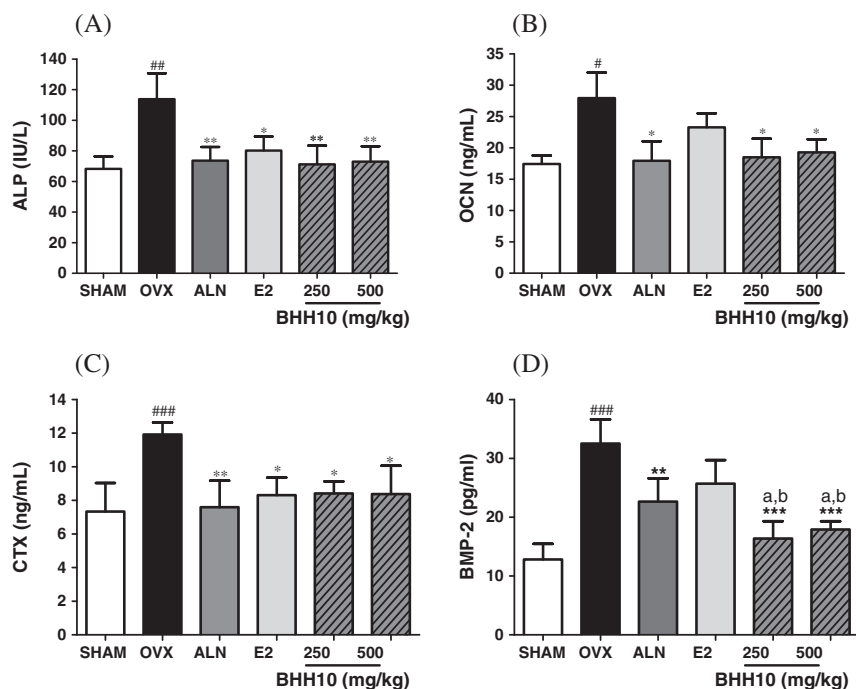 (A)
ALP (IU/L)
140
120
100
80
60
40
20
0
##
**
*
**
**
SHAM OVX ALN E2 250 500
BHH10 (mg/kg)
(B)
OCN (ng/mL)
35
30
25
20
15
10
5
0
#
*
*
*
SHAM OVX ALN E2 250 500
BHH10 (mg/kg)
(C)
CTX (ng/mL)
14
12
10
8
6
4
2
0
###
**
*
*
*
SHAM OVX ALN E2 250 500
BHH10 (mg/kg)
(D)
BMP-2 (pg/ml)
40
30
20
10
0
###
**
a,b a,b
*** ***
SHAM OVX ALN E2 250 500
BHH10 (mg/kg)